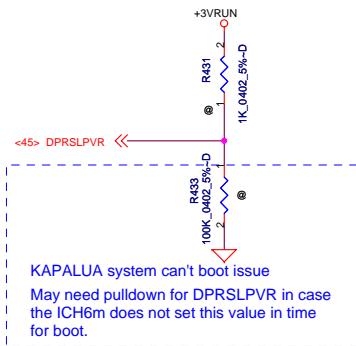 +3VRUN
2
R431
1K_0402_5%~D
1
@
<45> DPRSLPVR
1
R433
100K_0402_5%~D
@
2
KAPALUA system can't boot issue
May need pulldown for DPRSLPVR in case
the ICH6m does not set this value in time
for boot.